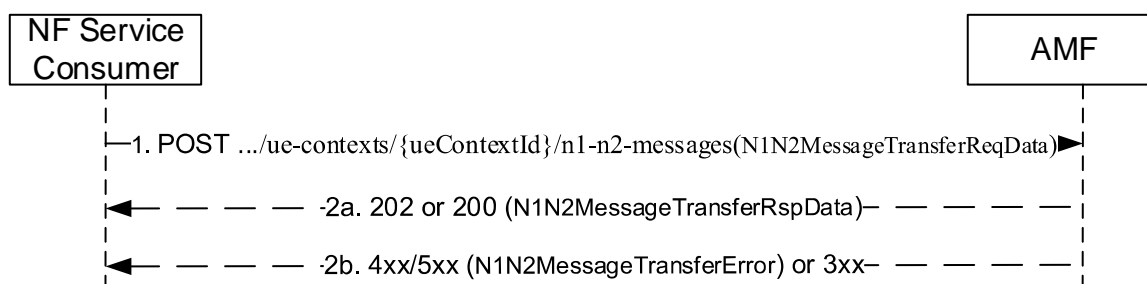 NF Service
Consumer
AMF
1. POST .../ue-contexts/{ueContextId}/n1-n2-messages(N1N2MessageTransferReqData)
2a. 202 or 200 (N1N2MessageTransferRspData)
2b. 4xx/5xx (N1N2MessageTransferError) or 3xx